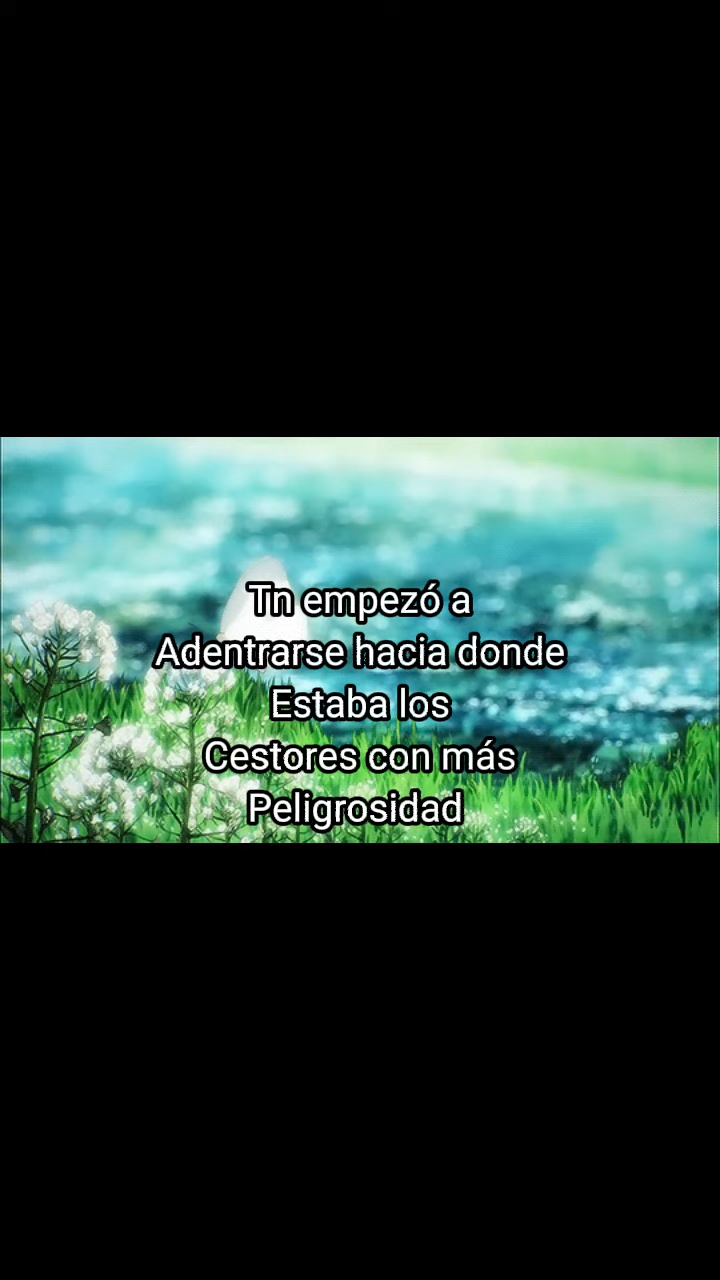 Tn empezó a
Adentrarse hacia donde
Estaba los
Cestores con más
Peligrosidad